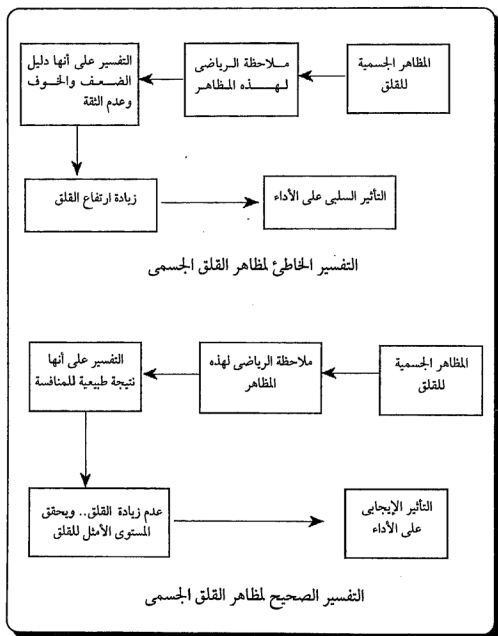 المظاهر الجسمية
للقلق
ملاحظة الرياضى
لهذه المظاهر
التفسير على أنها دليل
الضعف والخوف
وعدم الثقة
زيادة ارتفاع القلق
التأثير السلبى على الأداء
التفسير الخاطئ لمظاهر القلق الجسمى
المظاهر الجسمية
للقلق
ملاحظة الرياضى لهذه
المظاهر
التفسير على أنها
نتيجة طبيعية للمنافسة
عدم زيادة القلق.. ويحقق
المستوى الأمثل للقلق
التأثير الإيجابى
على الأداء
التفسير الصحيح لمظاهر القلق الجسمى